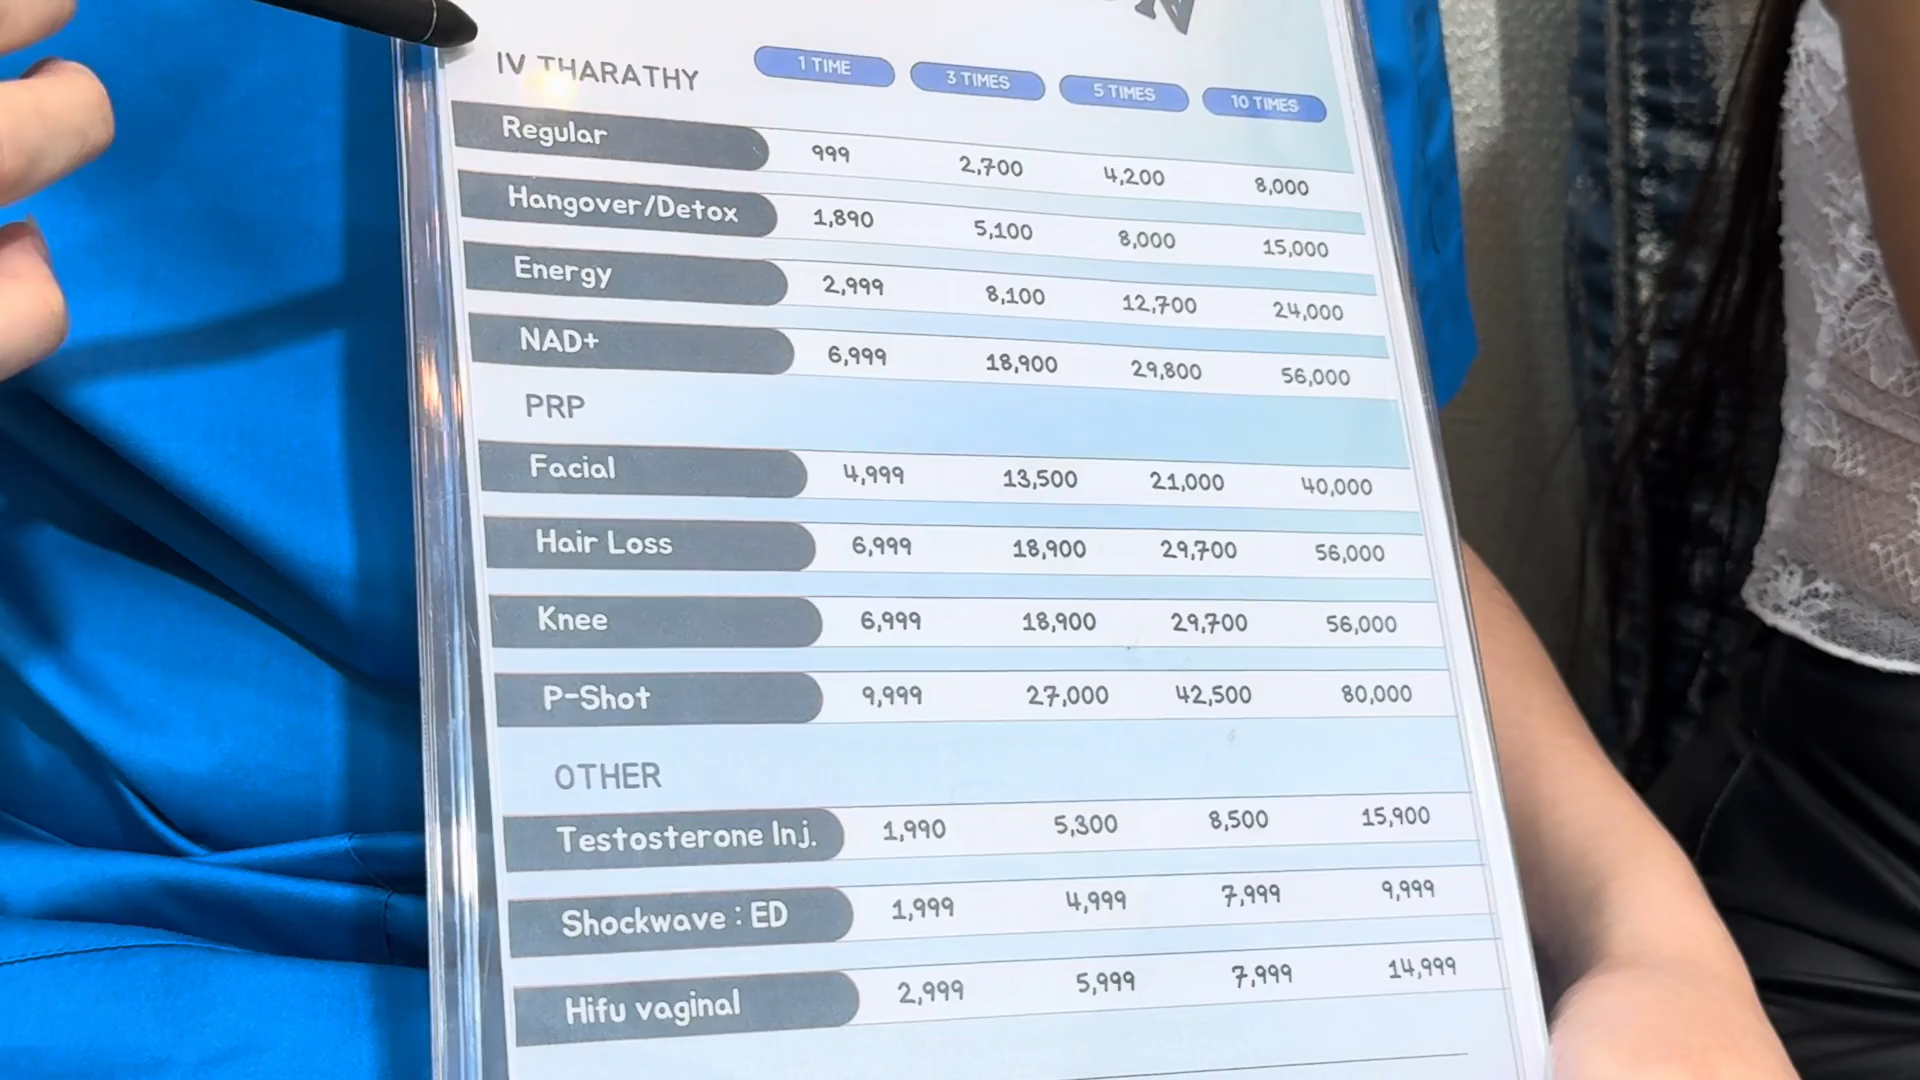 IV THARATHY 1 TIME 3 TIMES 5 TIMES 10 TIMES
Regular 999 2,700 4,200 8,000
Hangover/Detox 1,890 5,100 8,000 15,000
Energy 2,999 8,100 12,700 24,000
NAD+ 6,999 18,900 29,800 56,000
PRP
Facial 4,999 13,500 21,000 40,000
Hair Loss 6,999 18,900 29,700 56,000
Knee 6,999 18,900 29,700 56,000
P-Shot 9,999 27,000 42,500 80,000
OTHER
Testosterone Inj. 1,990 5,300 8,500 15,900
Shockwave : ED 1,999 4,999 7,999 9,999
Hifu vaginal 2,999 5,999 7,999 14,999